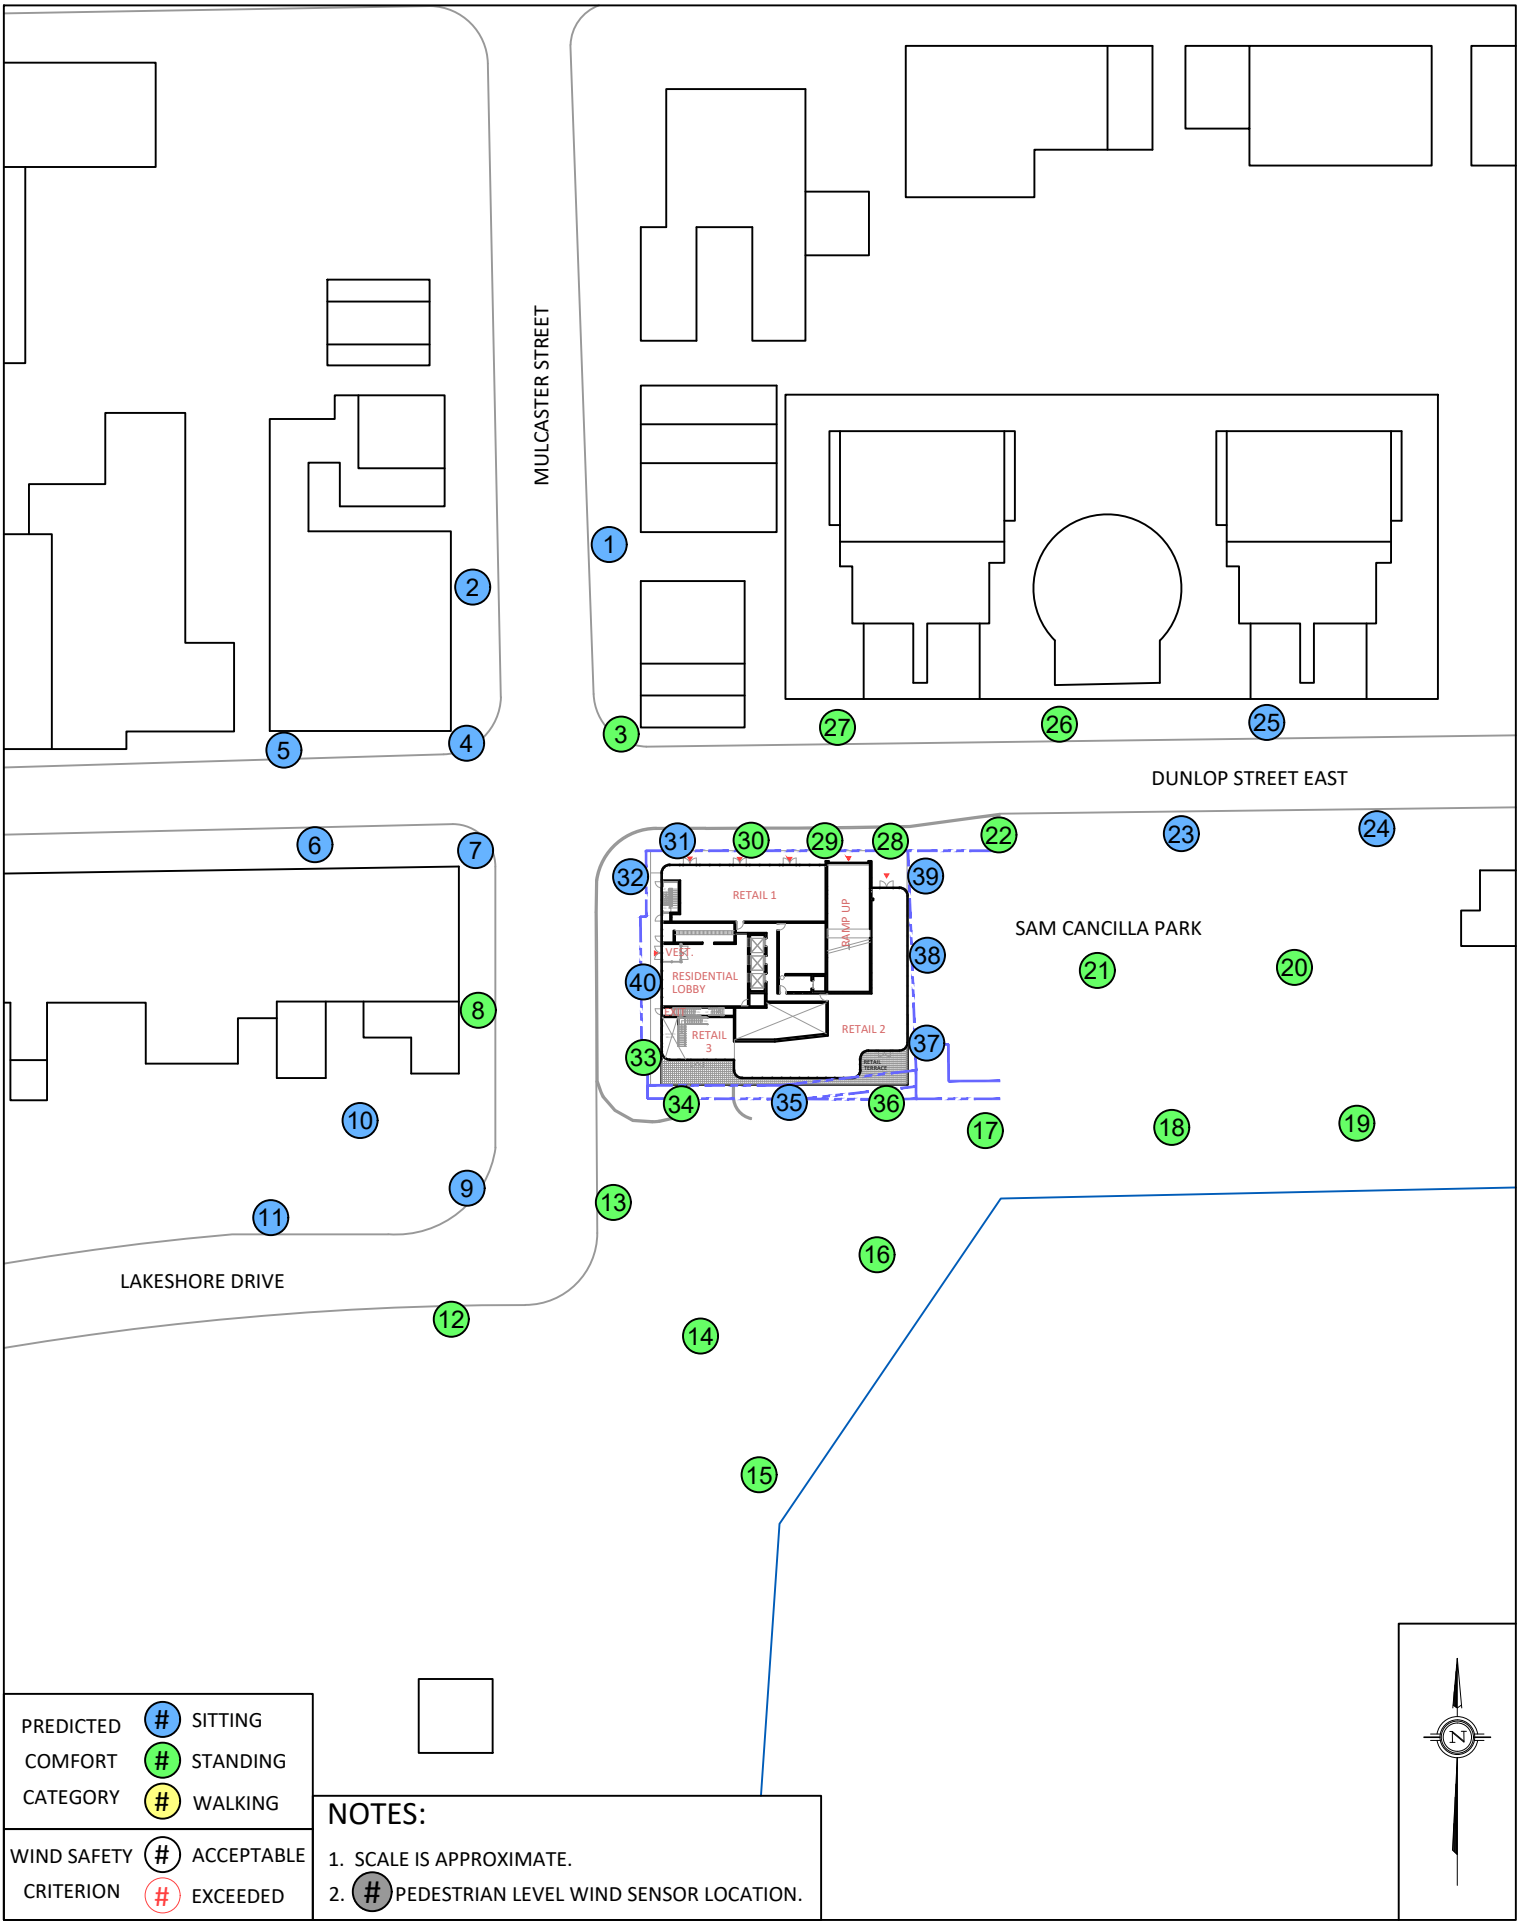 MULCASTER STREET
1
2
3
27
26
25
4
5
DUNLOP STREET EAST
6
7
31
30
29
28
22
23
24
32
39
RETAIL 1
RAMP UP
SAM CANCILLA PARK
38
21
20
VEST.
40
RESIDENTIAL
LOBBY
8
RETAIL
3
RETAIL 2
37
33
RETAIL
TERRACE
34
35
36
10
17
18
19
9
13
11
16
LAKESHORE DRIVE
12
14
15
PREDICTED
COMFORT
CATEGORY
# SITTING
# STANDING
# WALKING
WIND SAFETY
CRITERION
# ACCEPTABLE
# EXCEEDED
NOTES:
1. SCALE IS APPROXIMATE.
2. # PEDESTRIAN LEVEL WIND SENSOR LOCATION.
N